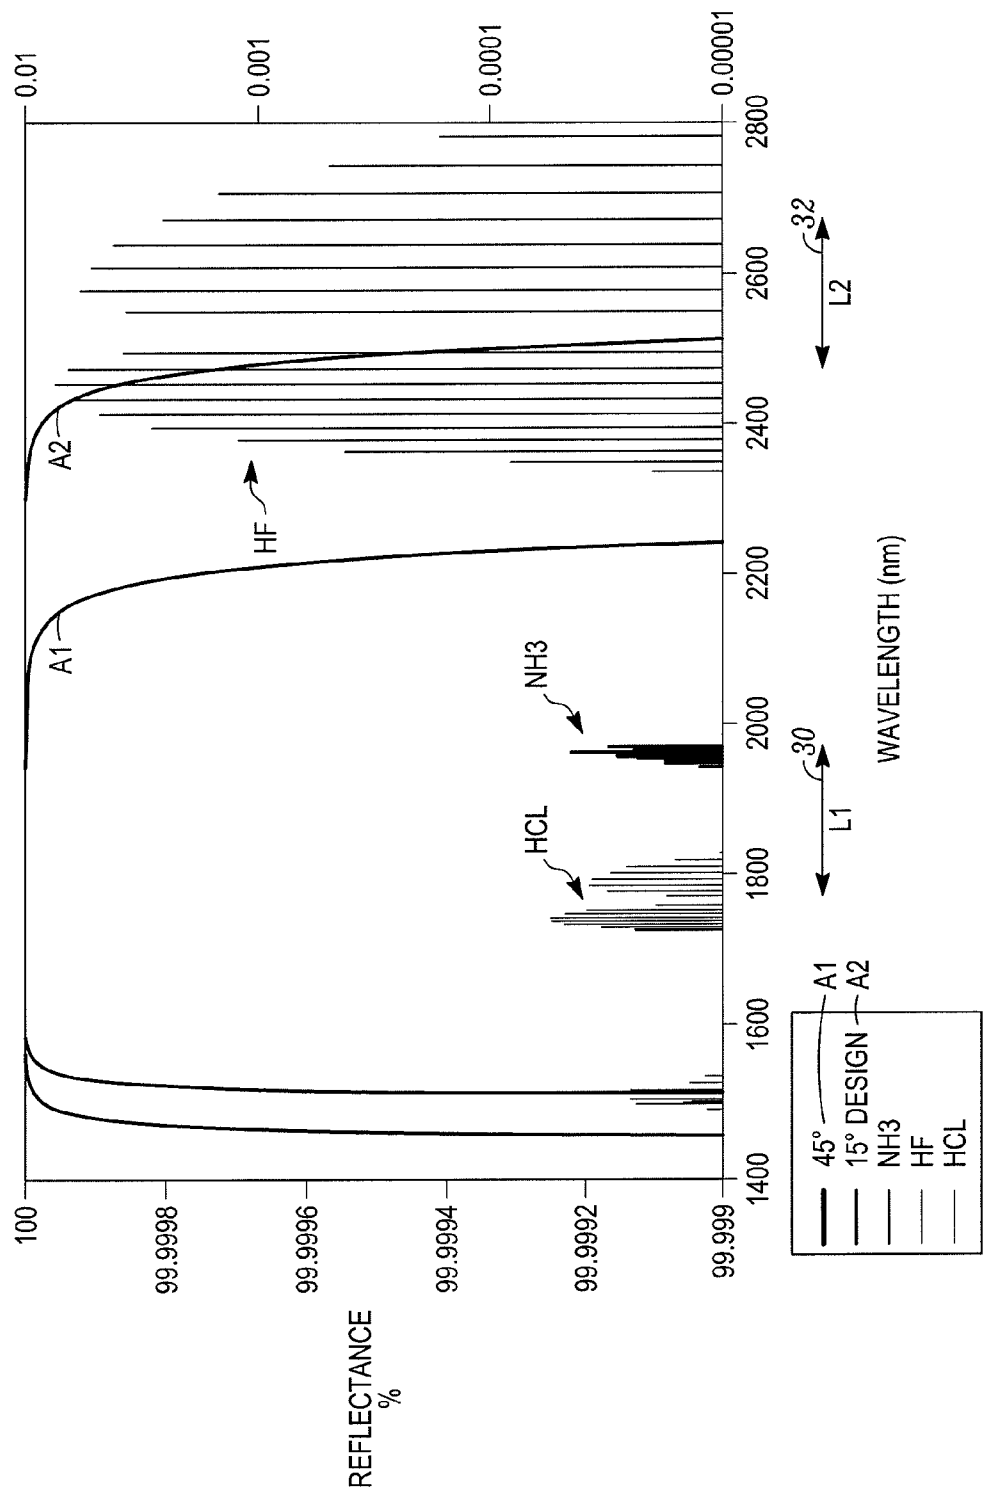 100
99.9998
99.9996
99.9994
99.9992
99.999
REFLECTANCE
%
0.01
0.001
0.0001
0.00001
A1
A2
HF
HCL
NH3
1400
1600
1800
2000
2200
2400
2600
2800
WAVELENGTH (nm)
30
L1
32
L2
45° A1
15° DESIGN A2
NH3
HF
HCL